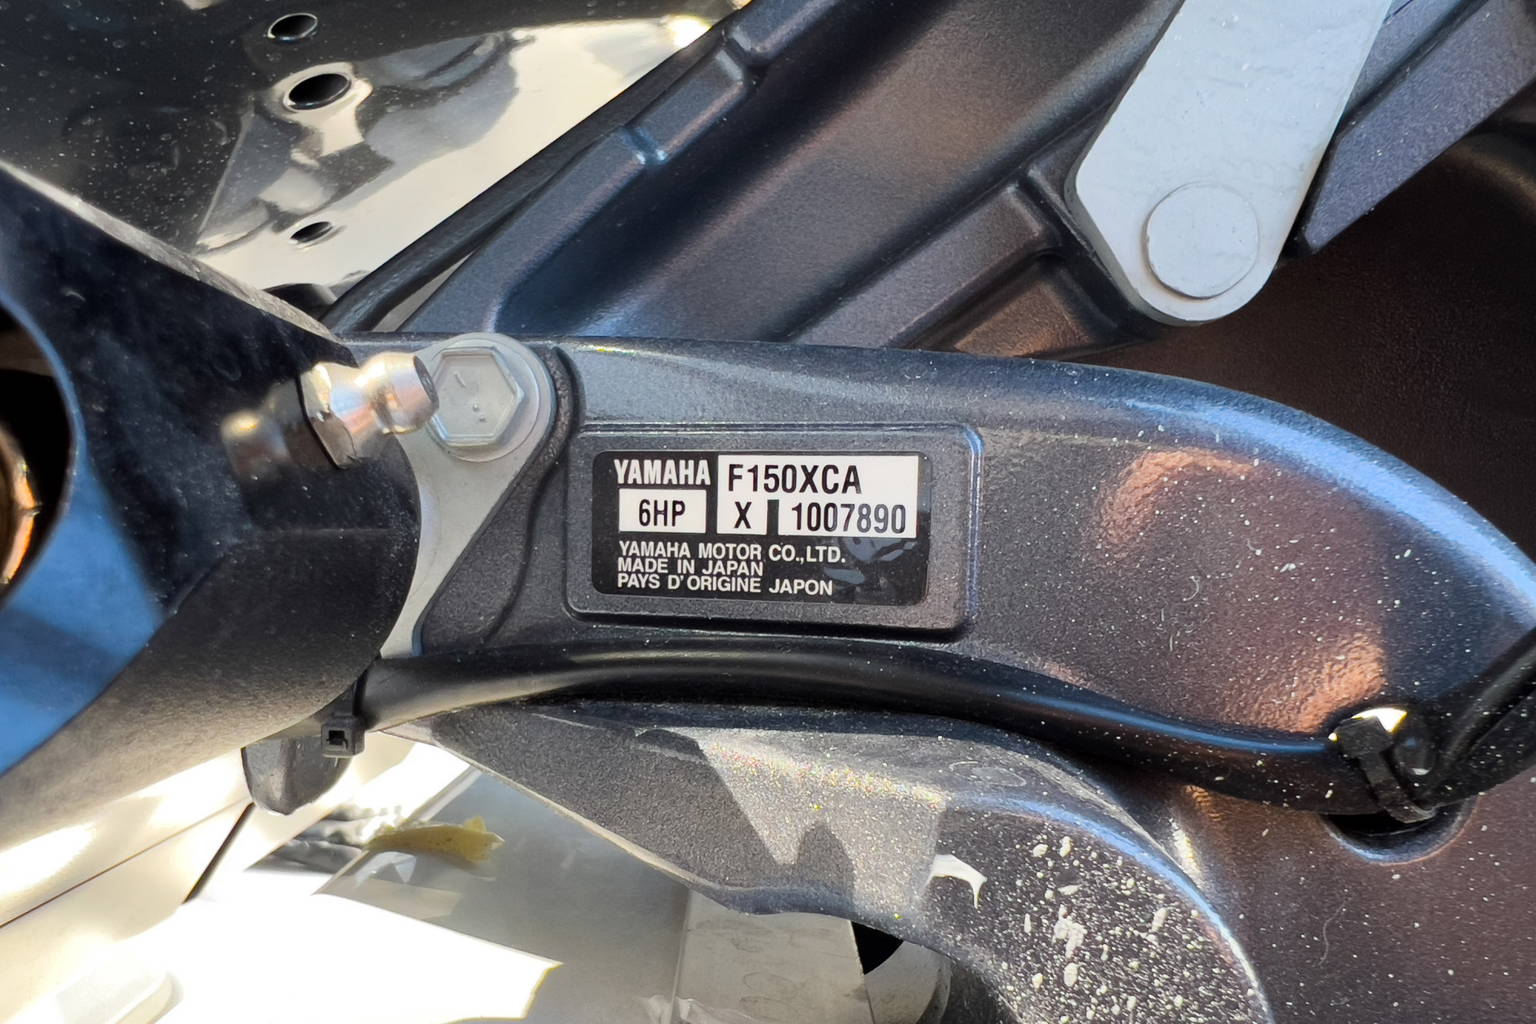 YAMAHA F150XCA
6HP X 1007890
YAMAHA MOTOR CO.,LTD.
MADE IN JAPAN
PAYS D'ORIGINE JAPON